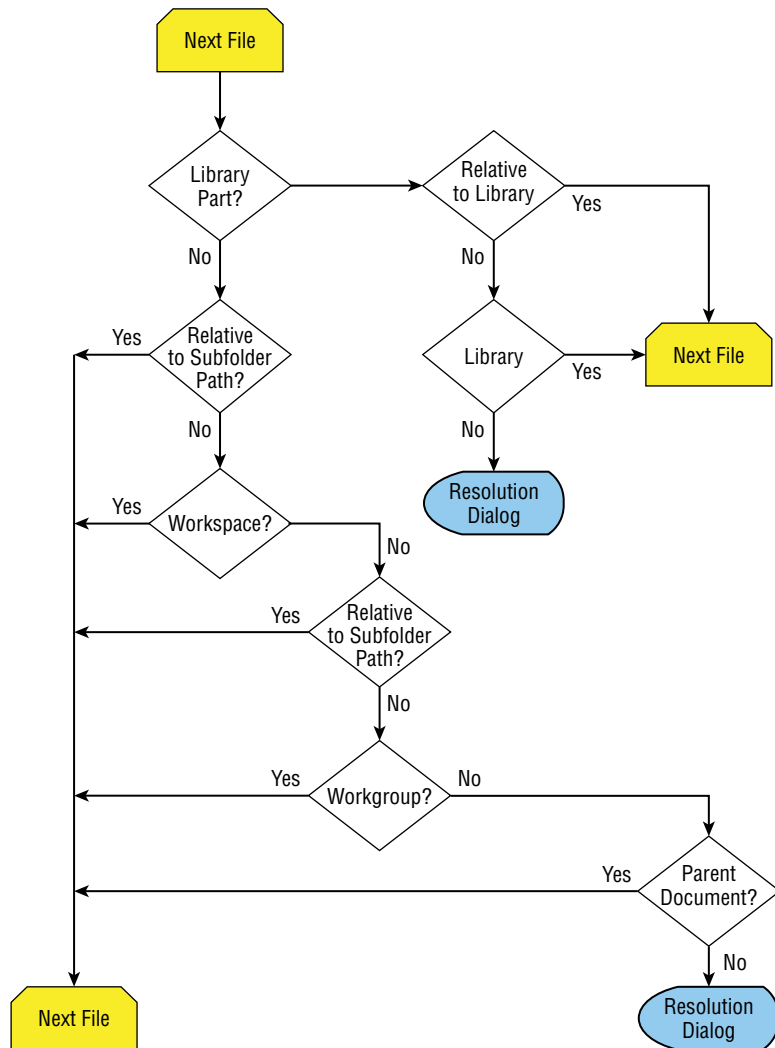 Next File
Library
Part?
Relative
to Library
Yes
No
No
Yes
Relative
to Subfolder
Path?
Library
Yes
Next File
No
No
Yes
Workspace?
No
Resolution
Dialog
Yes
Relative
to Subfolder
Path?
No
Yes
Workgroup?
No
Yes
Parent
Document?
No
Next File
Resolution
Dialog